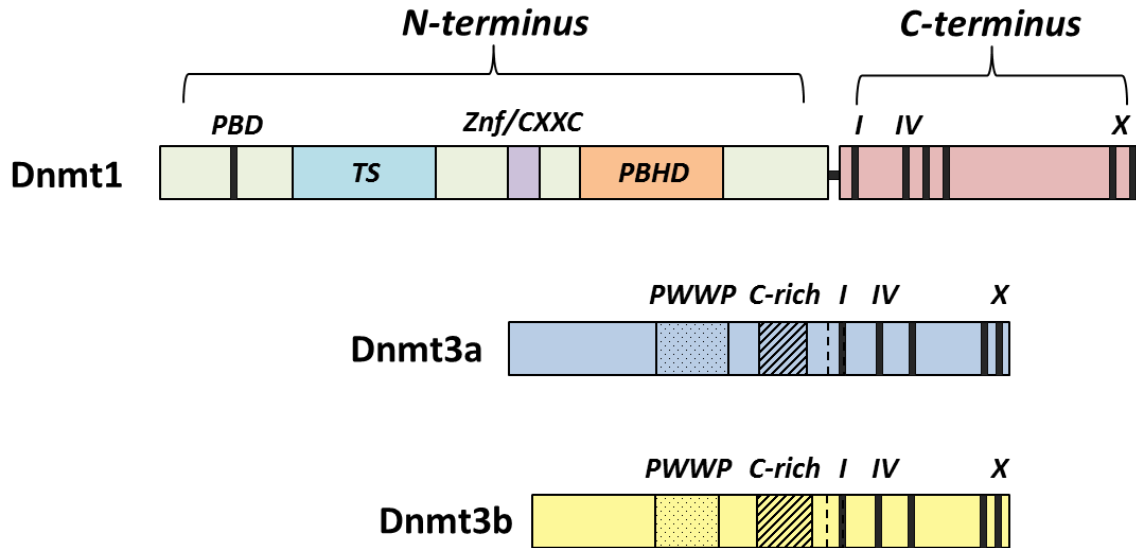 N-terminus C-terminus
PBD Znf/CXXC I IV X
Dnmt1 TS PBHD
PWWP C-rich I IV X
Dnmt3a
PWWP C-rich I IV X
Dnmt3b